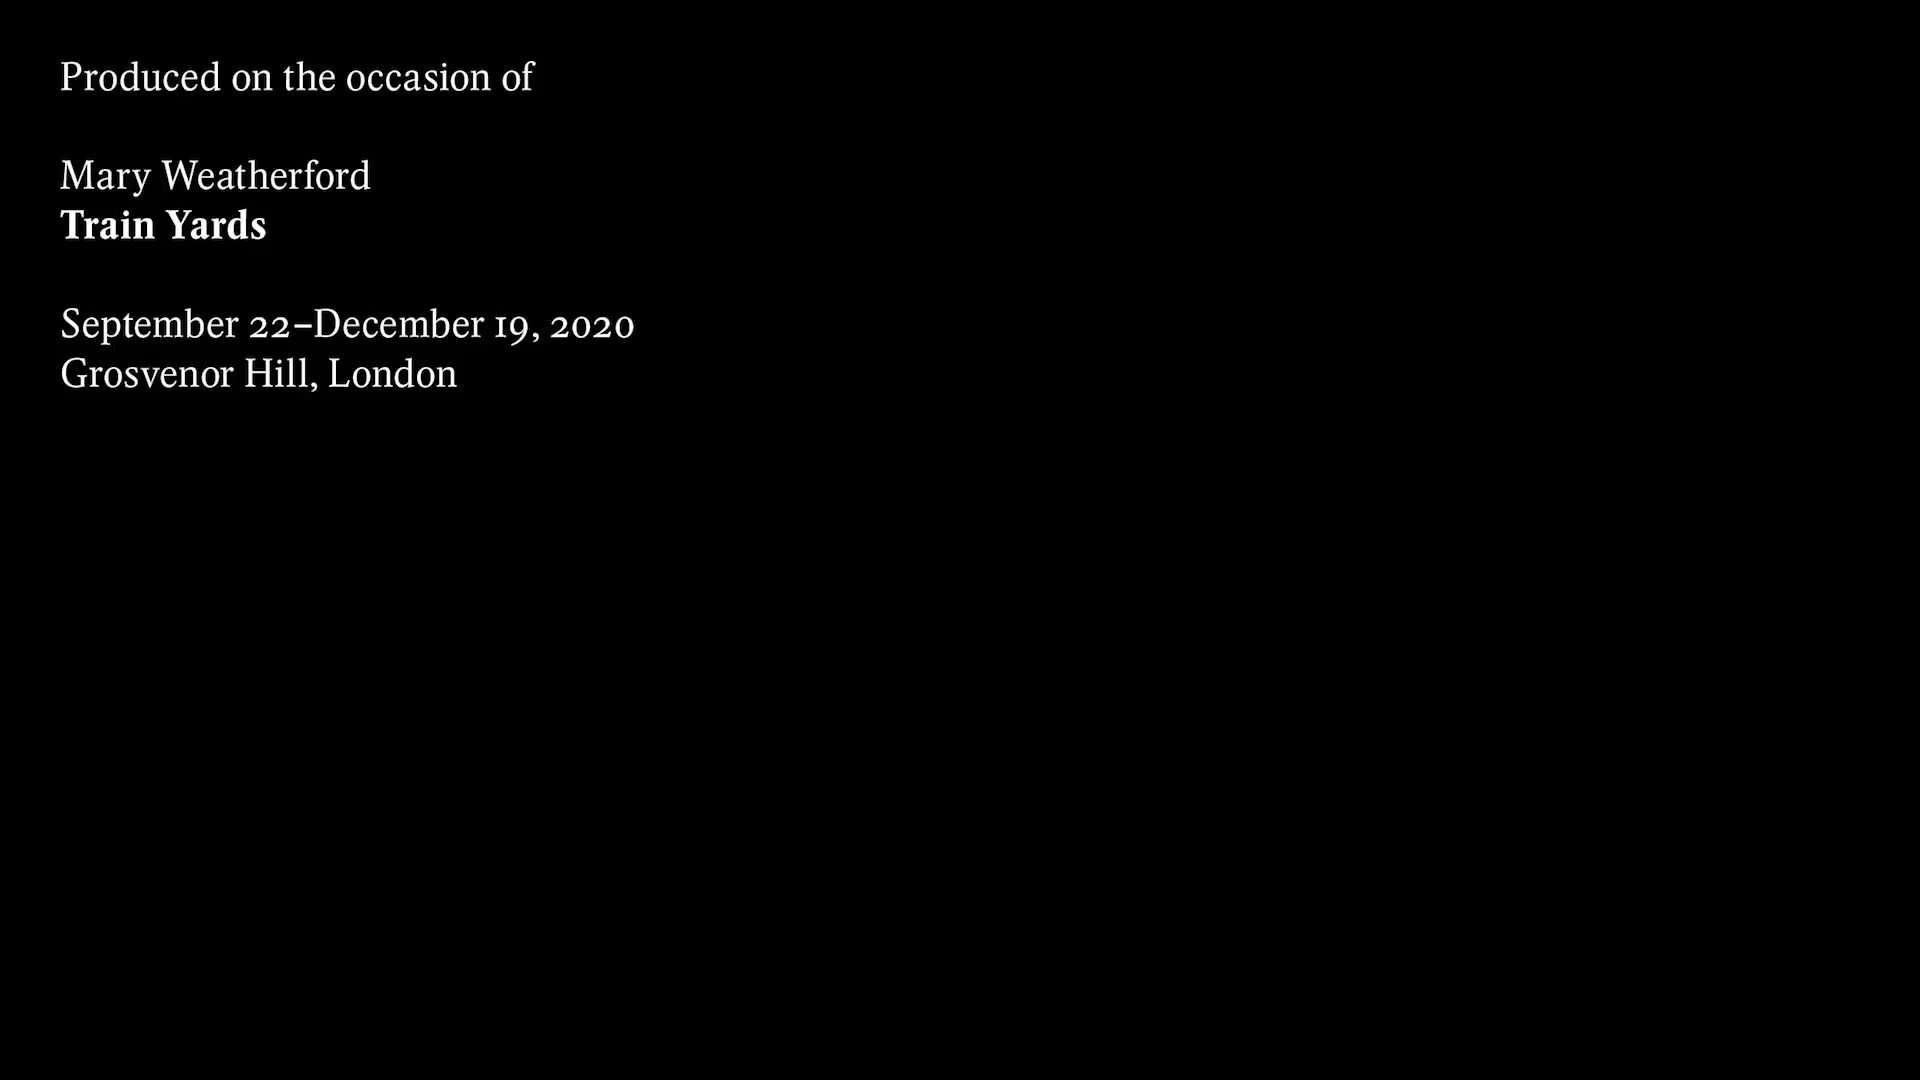 Produced on the occasion of
Mary Weatherford
Train Yards
September 22–December 19, 2020
Grosvenor Hill, London